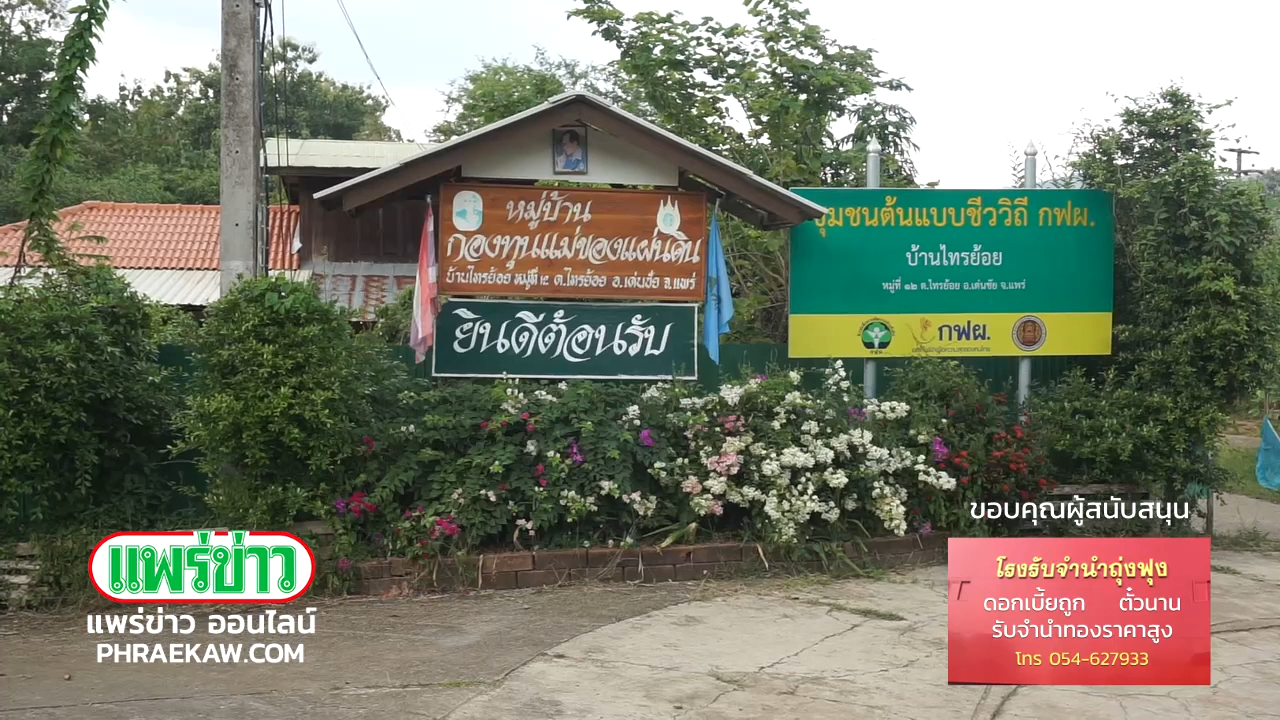 หมู่บ้าน
กองทุนแม่ของแผ่นดิน
บ้านไทรย้อย หมู่ที่ ๑๒ ต.ไทรย้อย อ.เด่นชัย จ.แพร่
ยินดีต้อนรับ
ชุมชนต้นแบบชีววิถี กฟผ.
บ้านไทรย้อย
หมู่ที่ ๑๒ ต.ไทรย้อย อ.เด่นชัย จ.แพร่
กฟผ.
แพร่ข่าว
แพร่ข่าว ออนไลน์
PHRAEKAW.COM
ขอบคุณผู้สนับสนุน
โรงรับจำนำถุ่งฟุง
ดอกเบี้ยถูก ตั๋วนาน
รับจำนำทองราคาสูง
โทร 054-627933